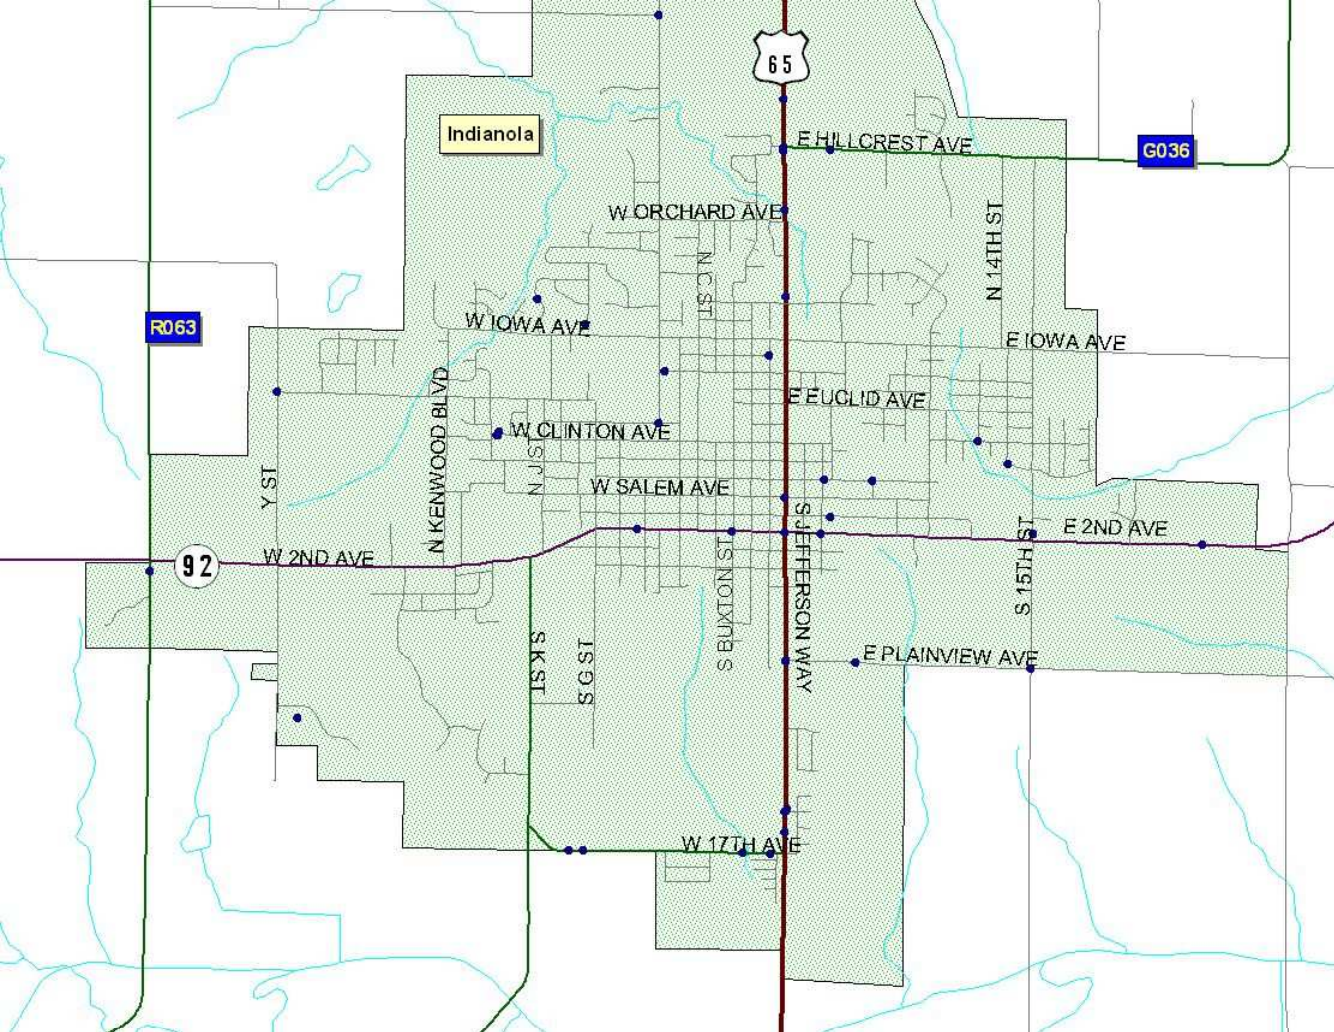 65
Indianola
E HILLCREST AVE
G036
W ORCHARD AVE
N 14TH ST
N C ST
R063
W IOWA AVE
E IOWA AVE
N KENWOOD BLVD
E EUCLID AVE
W CLINTON AVE
N J ST
Y ST
W SALEM AVE
S JEFFERSON WAY
E 2ND AVE
W 2ND AVE
92
S 15TH ST
S BUXTON ST
S K ST
S G ST
E PLAINVIEW AVE
W 17TH AVE